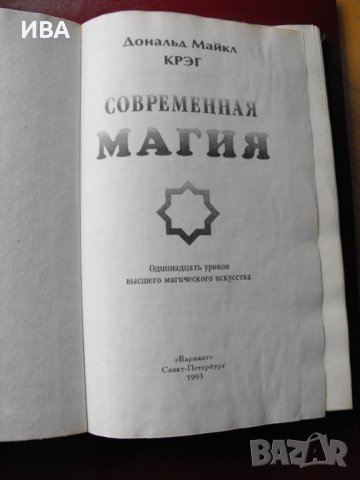 ИВА
Дональд Майкл
КРЭГ
СОВРЕМЕННАЯ
МАГИЯ
Одиннадцать уроков
высшего магического искусства
«Вариант»
Санкт-Петербург
1993
BAZAR